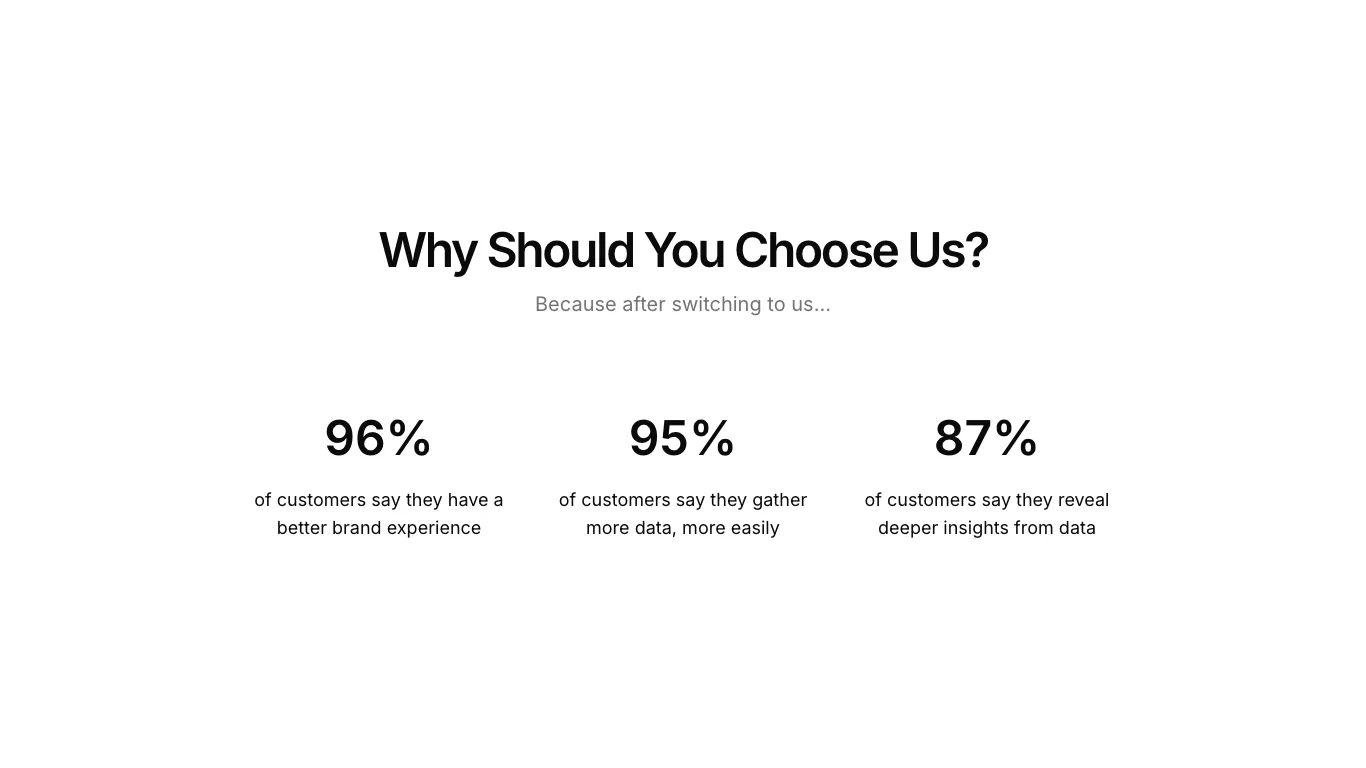 Why Should You Choose Us?
Because after switching to us...
96%
of customers say they have a
better brand experience
95%
of customers say they gather
more data, more easily
87%
of customers say they reveal
deeper insights from data